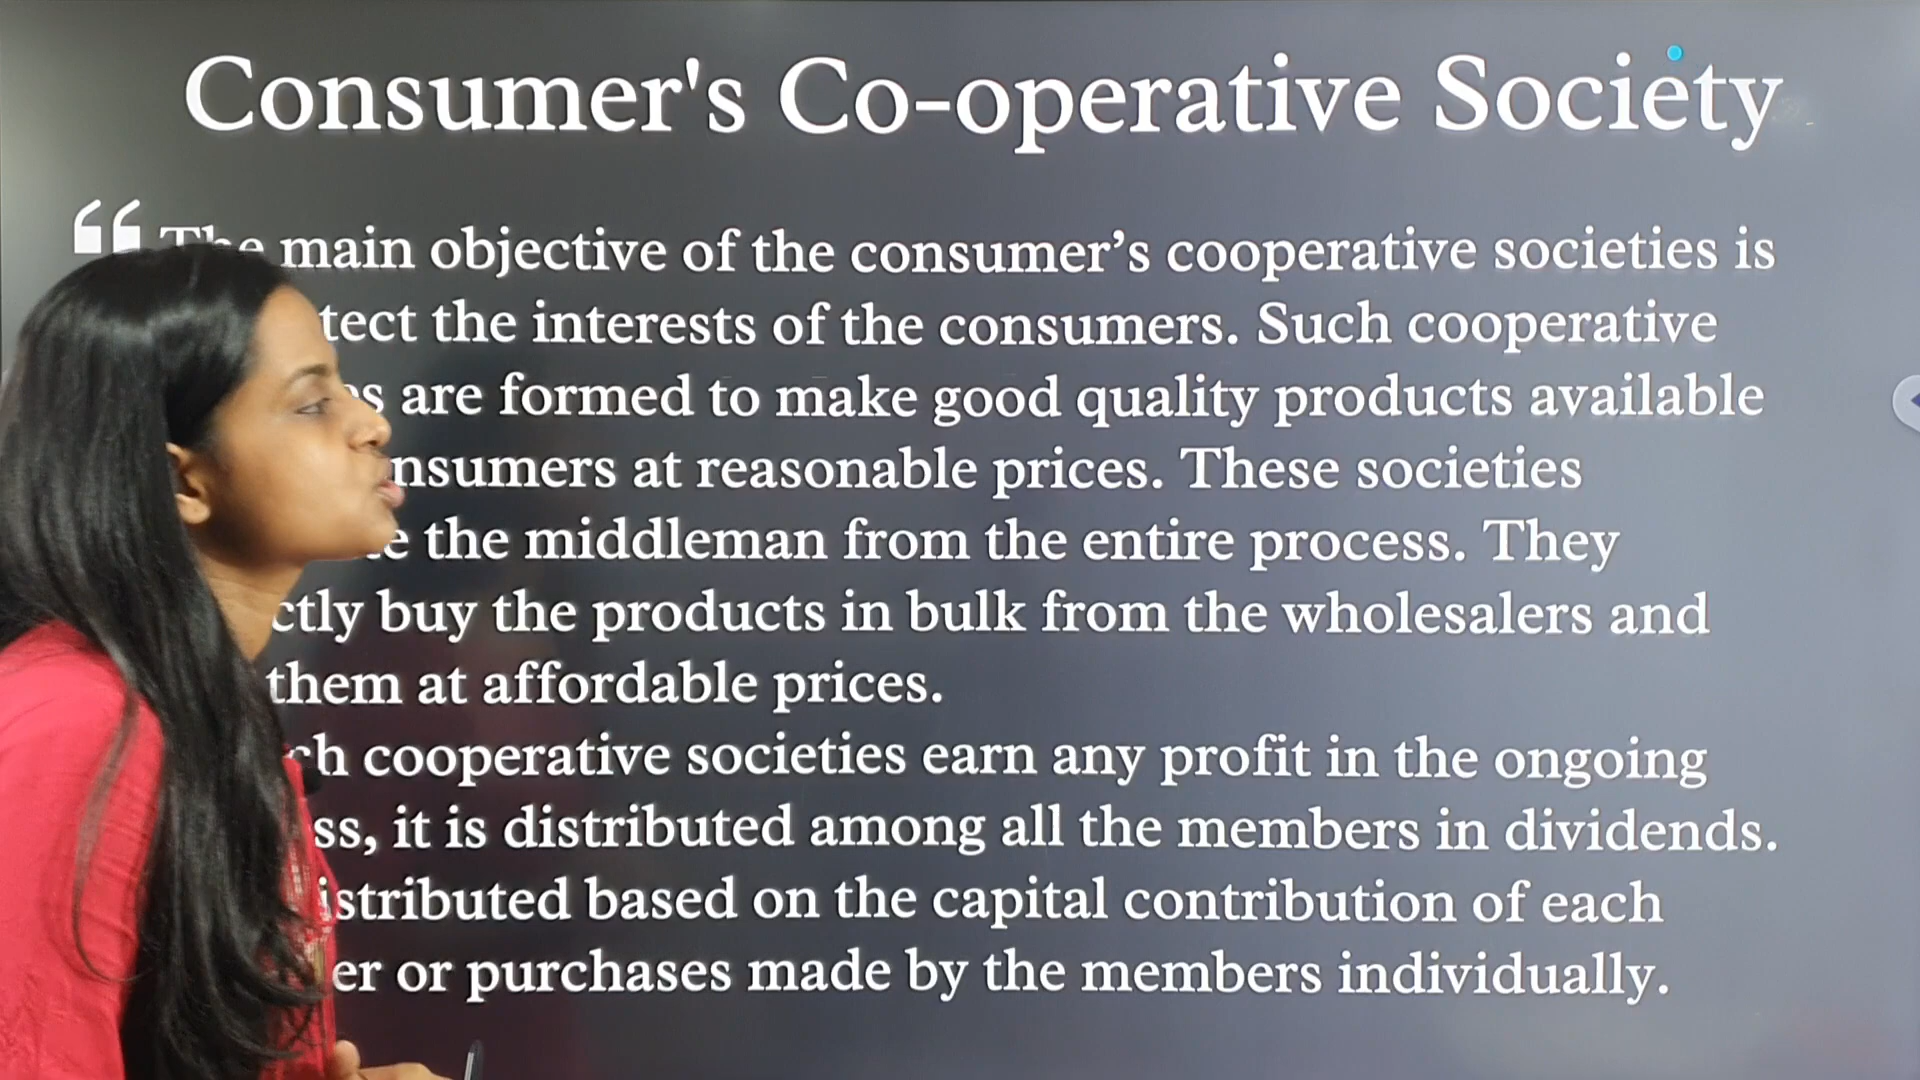 Consumer's Co-operative Society
“ The main objective of the consumer’s cooperative societies is
tect the interests of the consumers. Such cooperative
s are formed to make good quality products available
nsumers at reasonable prices. These societies
e the middleman from the entire process. They
ctly buy the products in bulk from the wholesalers and
them at affordable prices.
ch cooperative societies earn any profit in the ongoing
ss, it is distributed among all the members in dividends.
istributed based on the capital contribution of each
er or purchases made by the members individually.